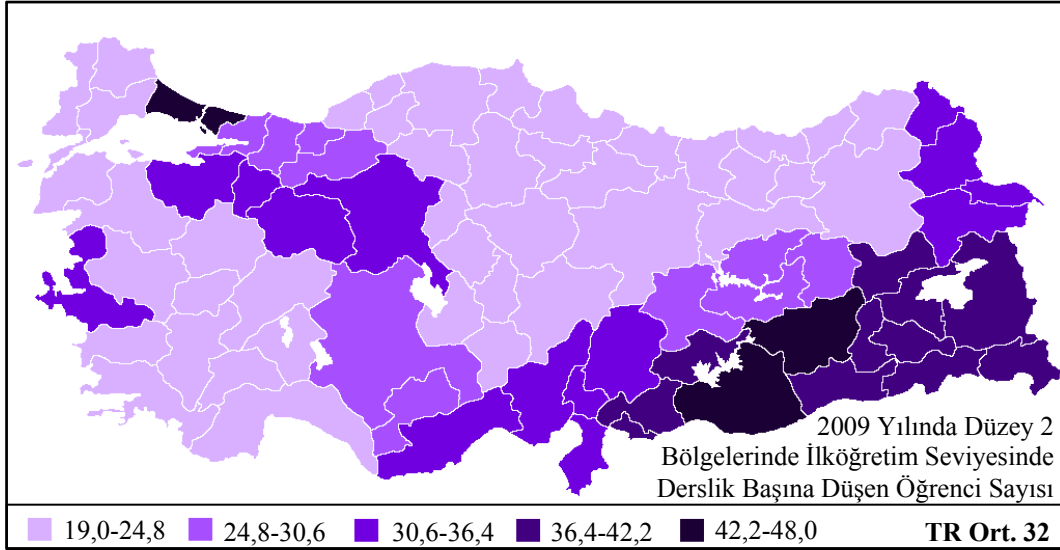 2009 Yılında Düzey 2
Bölgelerinde İlköğretim Seviyesinde
Derslik Başına Düşen Öğrenci Sayısı
19,0-24,8 24,8-30,6 30,6-36,4 36,4-42,2 42,2-48,0 TR Ort. 32